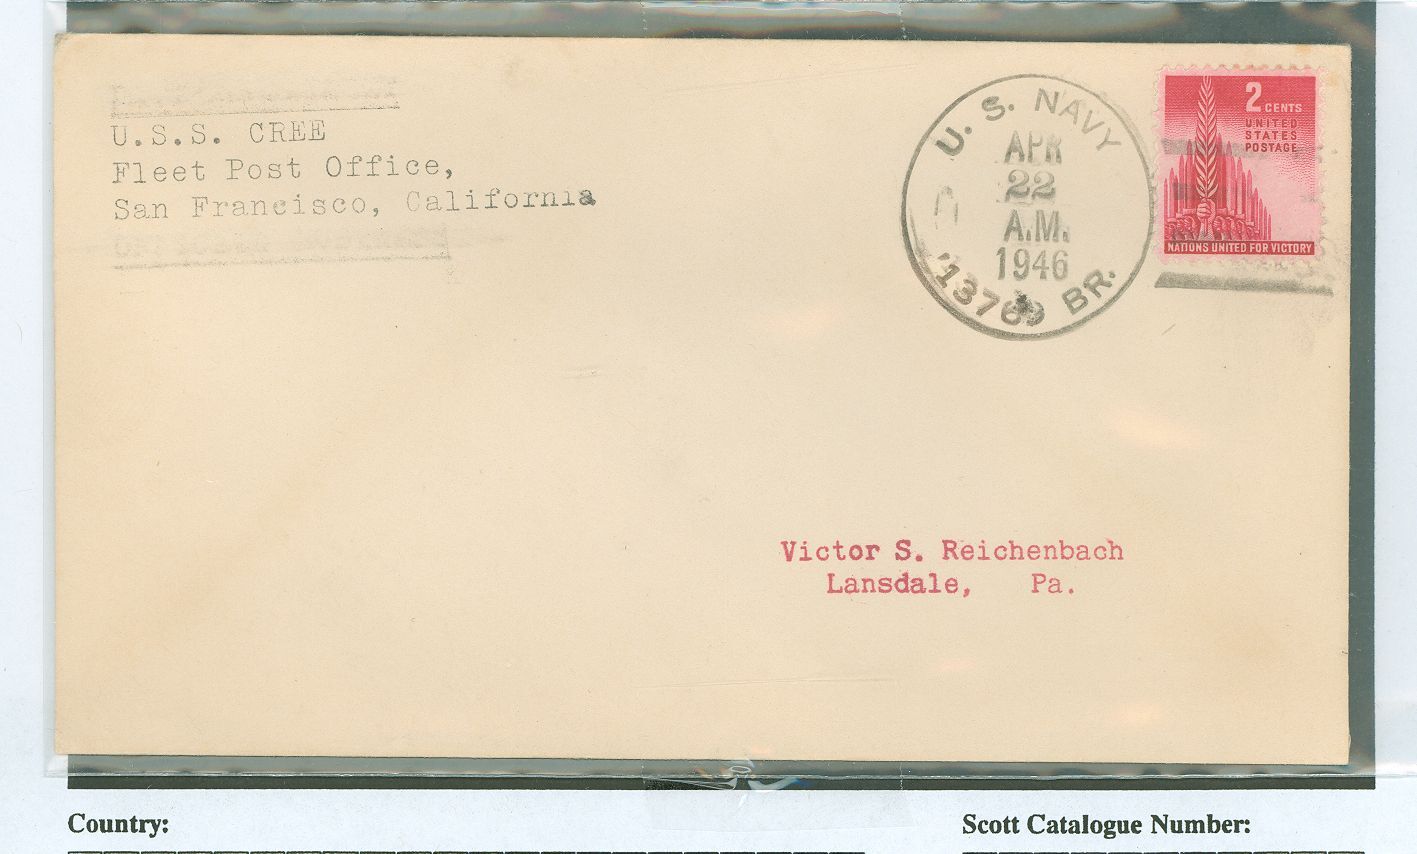 U.S.S. CREE
Fleet Post Office,
San Francisco, California
U. S. NAVY
APR
22
A.M.
1946
13769 BR.
2 CENTS
UNITED
STATES
POSTAGE
NATIONS UNITED FOR VICTORY
Victor S. Reichenbach
Lansdale, Pa.
Country:
Scott Catalogue Number: